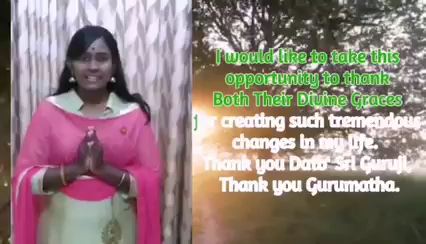 I would like to take this
opportunity to thank
Both Their Divine Graces
for creating such tremendous
changes in my life.
Thank you Dato' Sri Guruji,
Thank you Gurumatha.